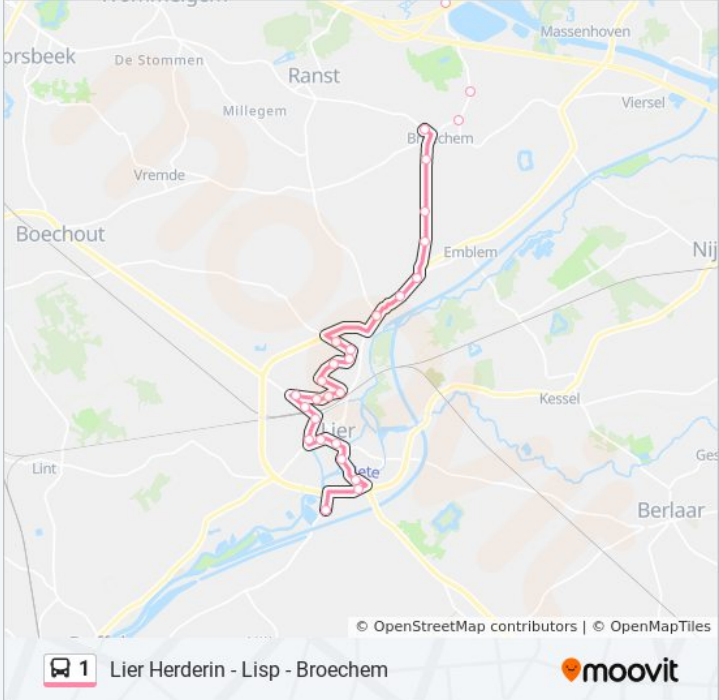 Massenhoven
orsbeek
De Stommen
Ranst
Viersel
Millegem
Vremde
Boechout
Emblem
Nij
Kessel
Lier
Lint
ete
Ges
Berlaar
© OpenStreetMap contributors | © OpenMapTiles
1 Lier Herderin - Lisp - Broechem
moovit